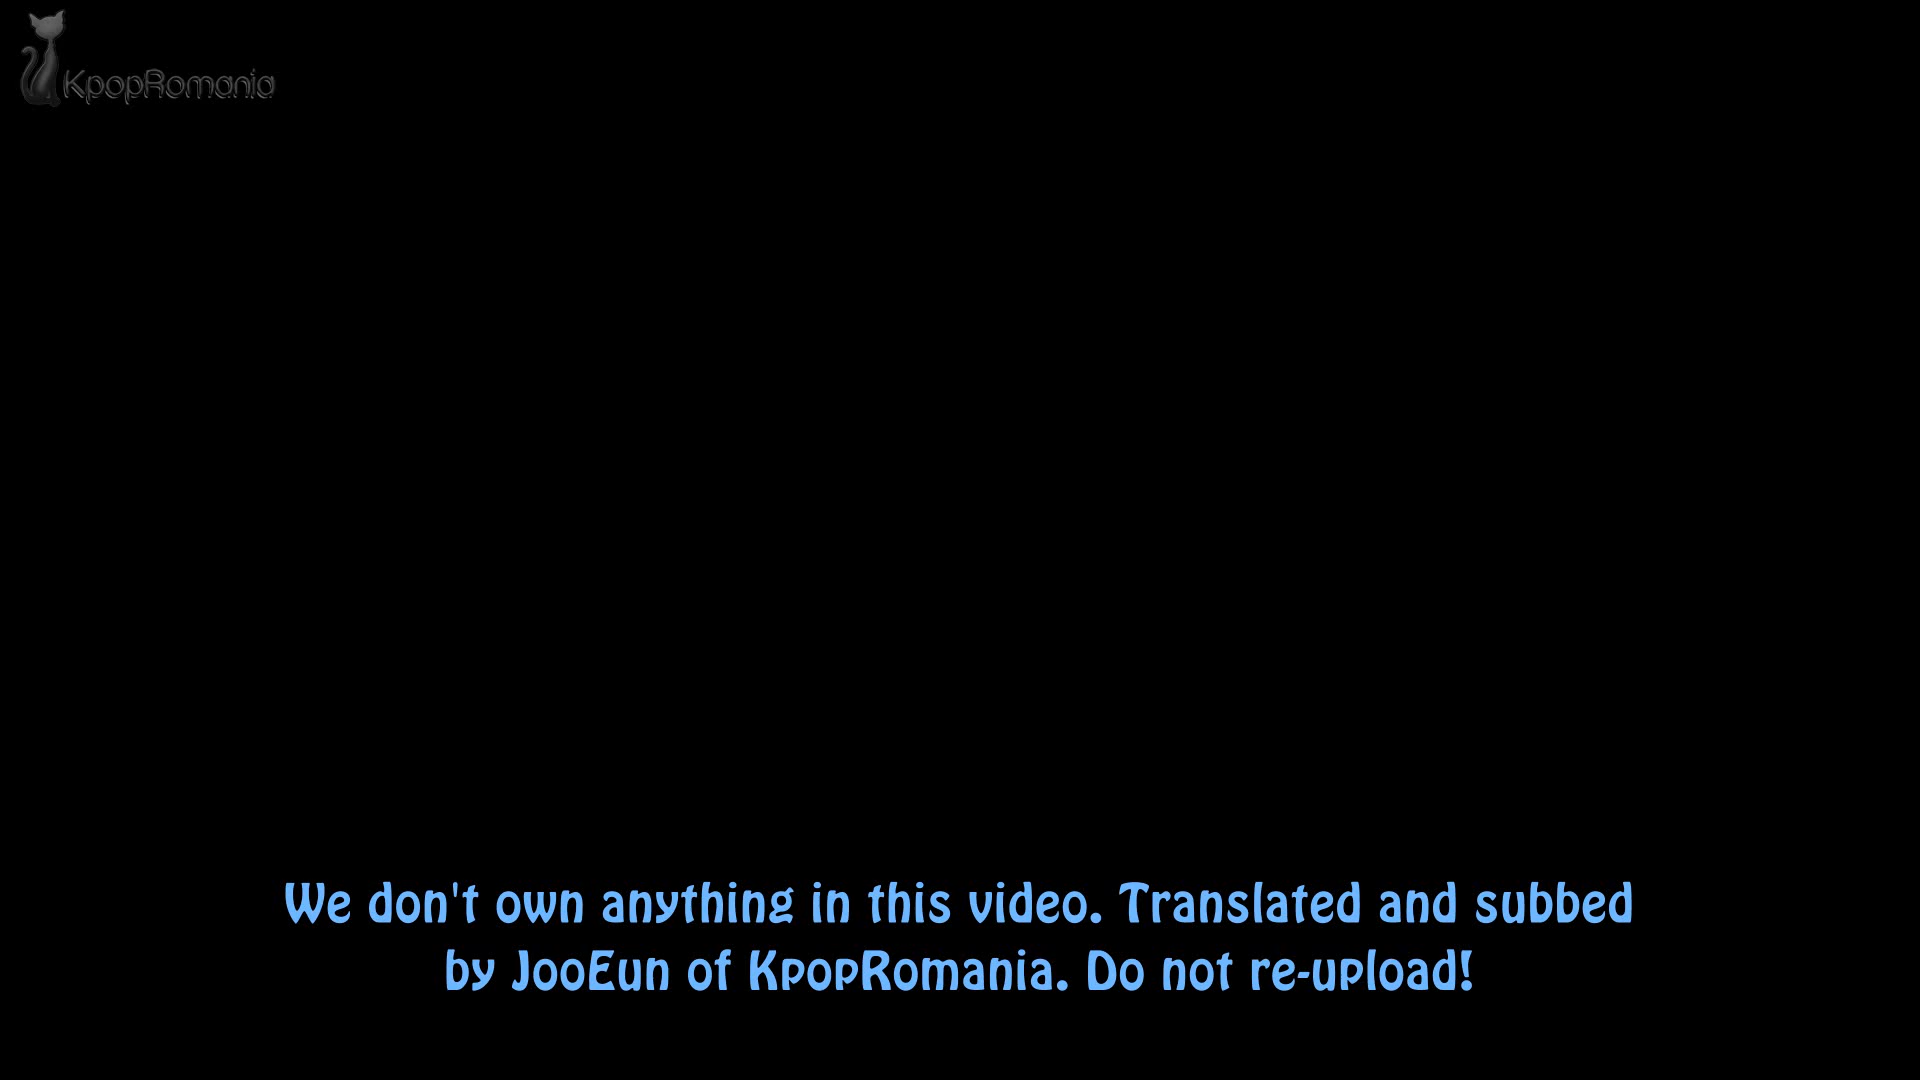 KpopRomania
We don't own anything in this video. Translated and subbed
by JooEun of KpopRomania. Do not re-upload!